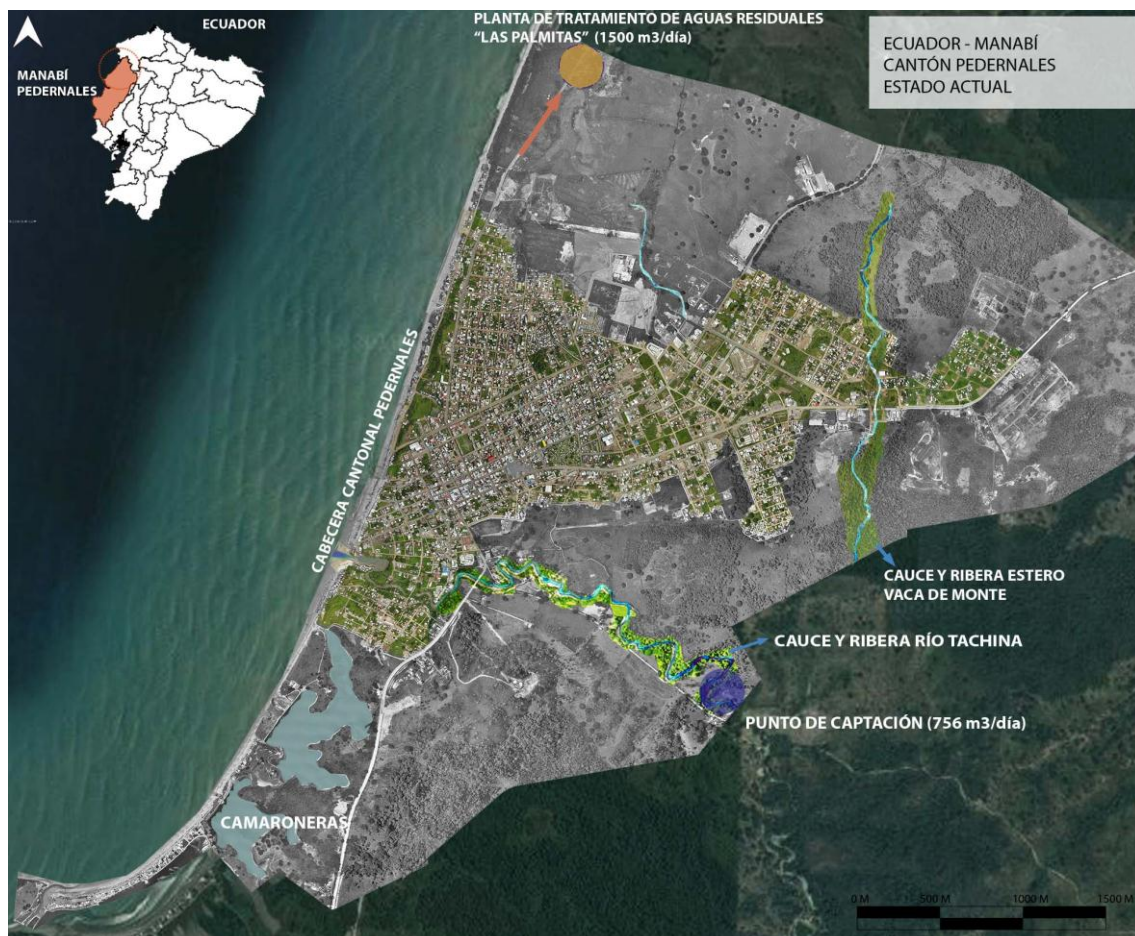 ECUADOR
MANABÍ
PEDERNALES
PLANTA DE TRATAMIENTO DE AGUAS RESIDUALES
“LAS PALMITAS” (1500 m3/día)
ECUADOR - MANABÍ
CANTÓN PEDERNALES
ESTADO ACTUAL
CABECERA CANTONAL PEDERNALES
CAUCE Y RIBERA ESTERO
VACA DE MONTE
CAUCE Y RIBERA RÍO TACHINA
PUNTO DE CAPTACIÓN (756 m3/día)
CAMARONERAS
0 M 500 M 1000 M 1500 M